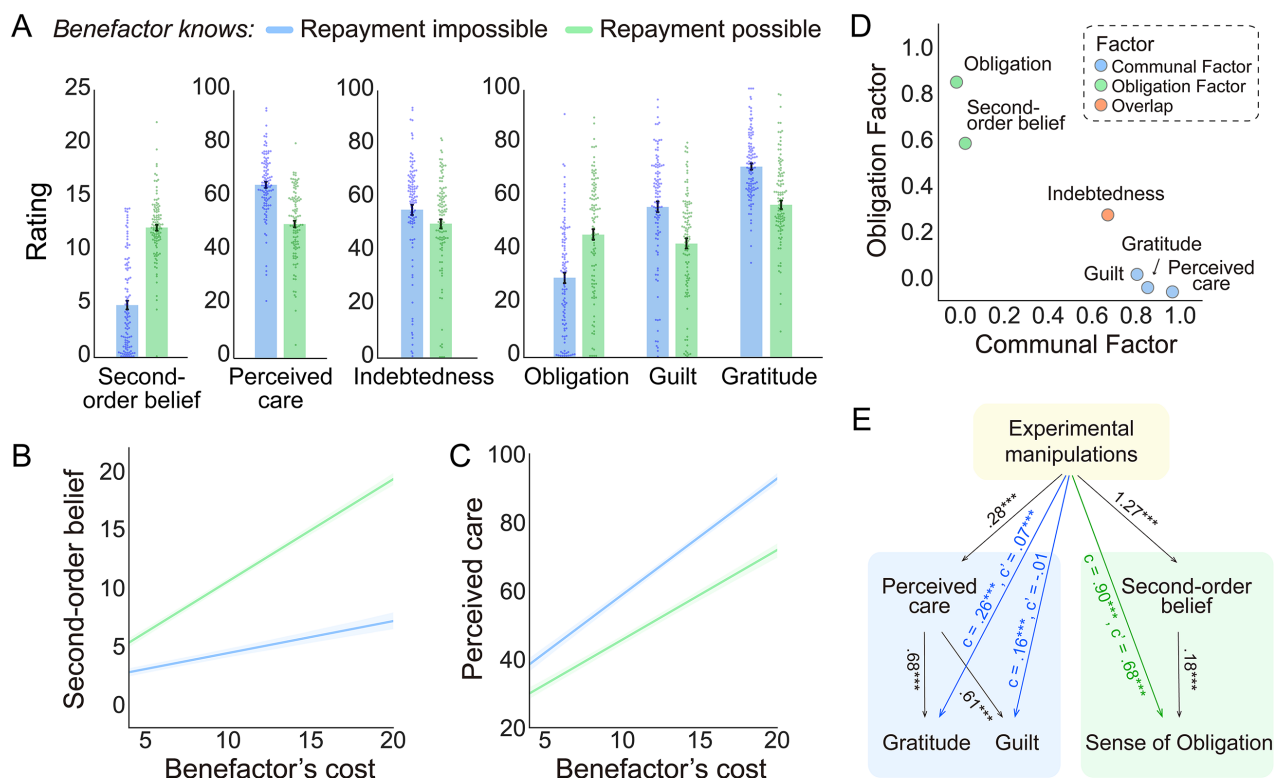 A
Benefactor knows: Repayment impossible Repayment possible
Rating
25
20
15
10
5
0
Second-
order belief
100
80
60
40
20
0
Perceived
care
100
80
60
40
20
0
Indebtedness
100
80
60
40
20
0
Obligation Guilt Gratitude
D
Obligation Factor
1.0
0.8
0.6
0.4
0.2
0.0
Factor
Communal Factor
Obligation Factor
Overlap
Obligation
Second-
order belief
Indebtedness
Gratitude
Guilt
Perceived
care
0.0 0.2 0.4 0.6 0.8 1.0
Communal Factor
B
Second-order belief
20
15
10
5
0
5 10 15 20
Benefactor's cost
C
Perceived care
100
80
60
40
20
5 10 15 20
Benefactor's cost
E
Experimental
manipulations
.28***
c = .26***, c' = .07***
c = .16***, c' = -.01
c = .90***, c' = .68***
1.27***
Perceived
care
Second-order
belief
.68***
.61***
.18***
Gratitude Guilt Sense of Obligation